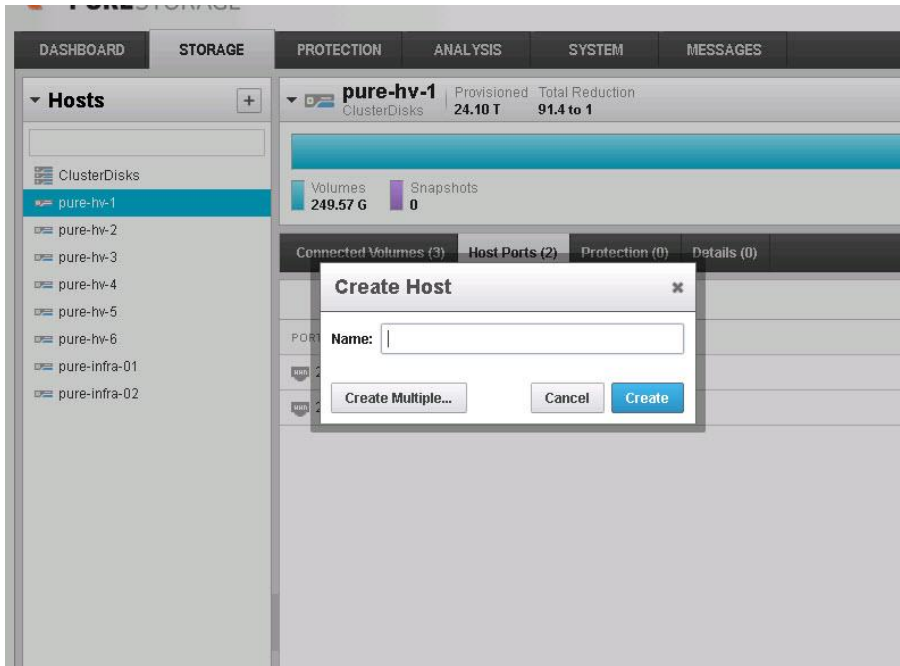 PURESTORAGE
DASHBOARD STORAGE PROTECTION ANALYSIS SYSTEM MESSAGES
Hosts +
pure-hv-1 Provisioned Total Reduction
ClusterDisks 24.10 T 91.4 to 1
ClusterDisks
Volumes Snapshots
249.57 G 0
pure-hv-1
pure-hv-2
pure-hv-3
pure-hv-4
pure-hv-5
pure-hv-6
pure-infra-01
pure-infra-02
Connected Volumes (3) Host Ports (2) Protection (0) Details (0)
Create Host
PORT
Name:
Create Multiple... Cancel Create